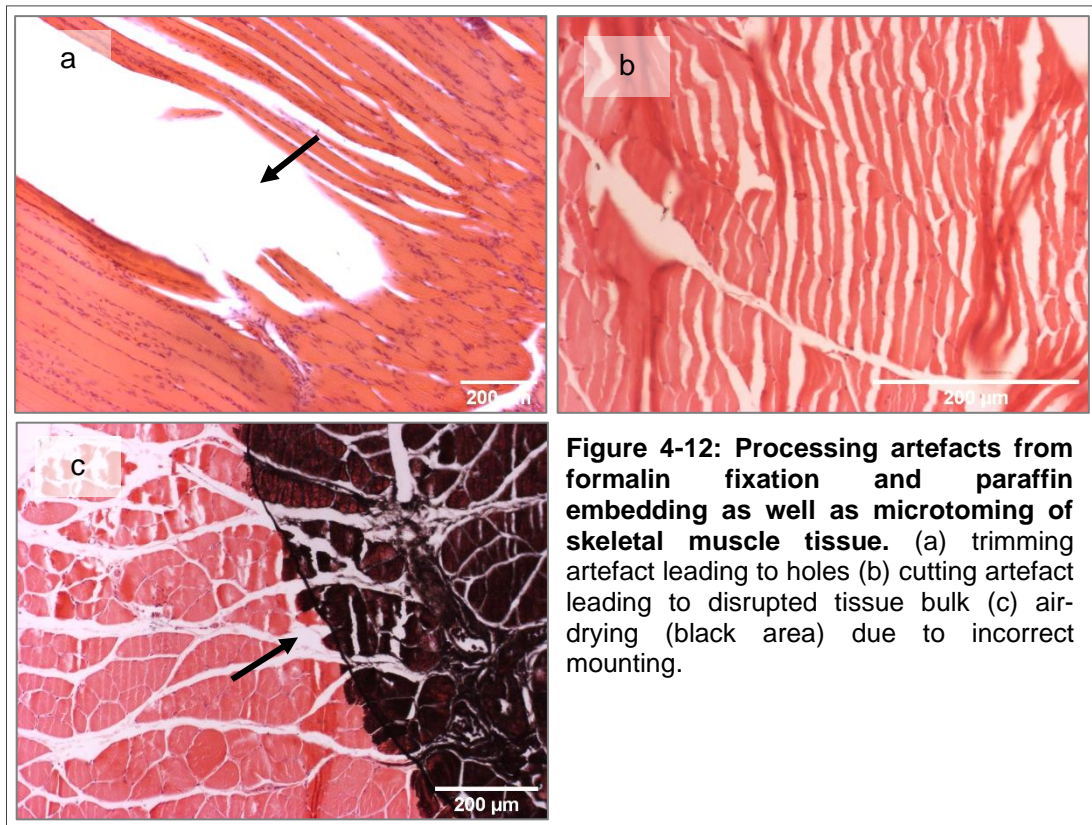 a
b
200 µm
200 µm
c
200 µm
Figure 4-12: Processing artefacts from
formalin fixation and paraffin
embedding as well as microtoming of
skeletal muscle tissue. (a) trimming
artefact leading to holes (b) cutting artefact
leading to disrupted tissue bulk (c) air-
drying (black area) due to incorrect
mounting.